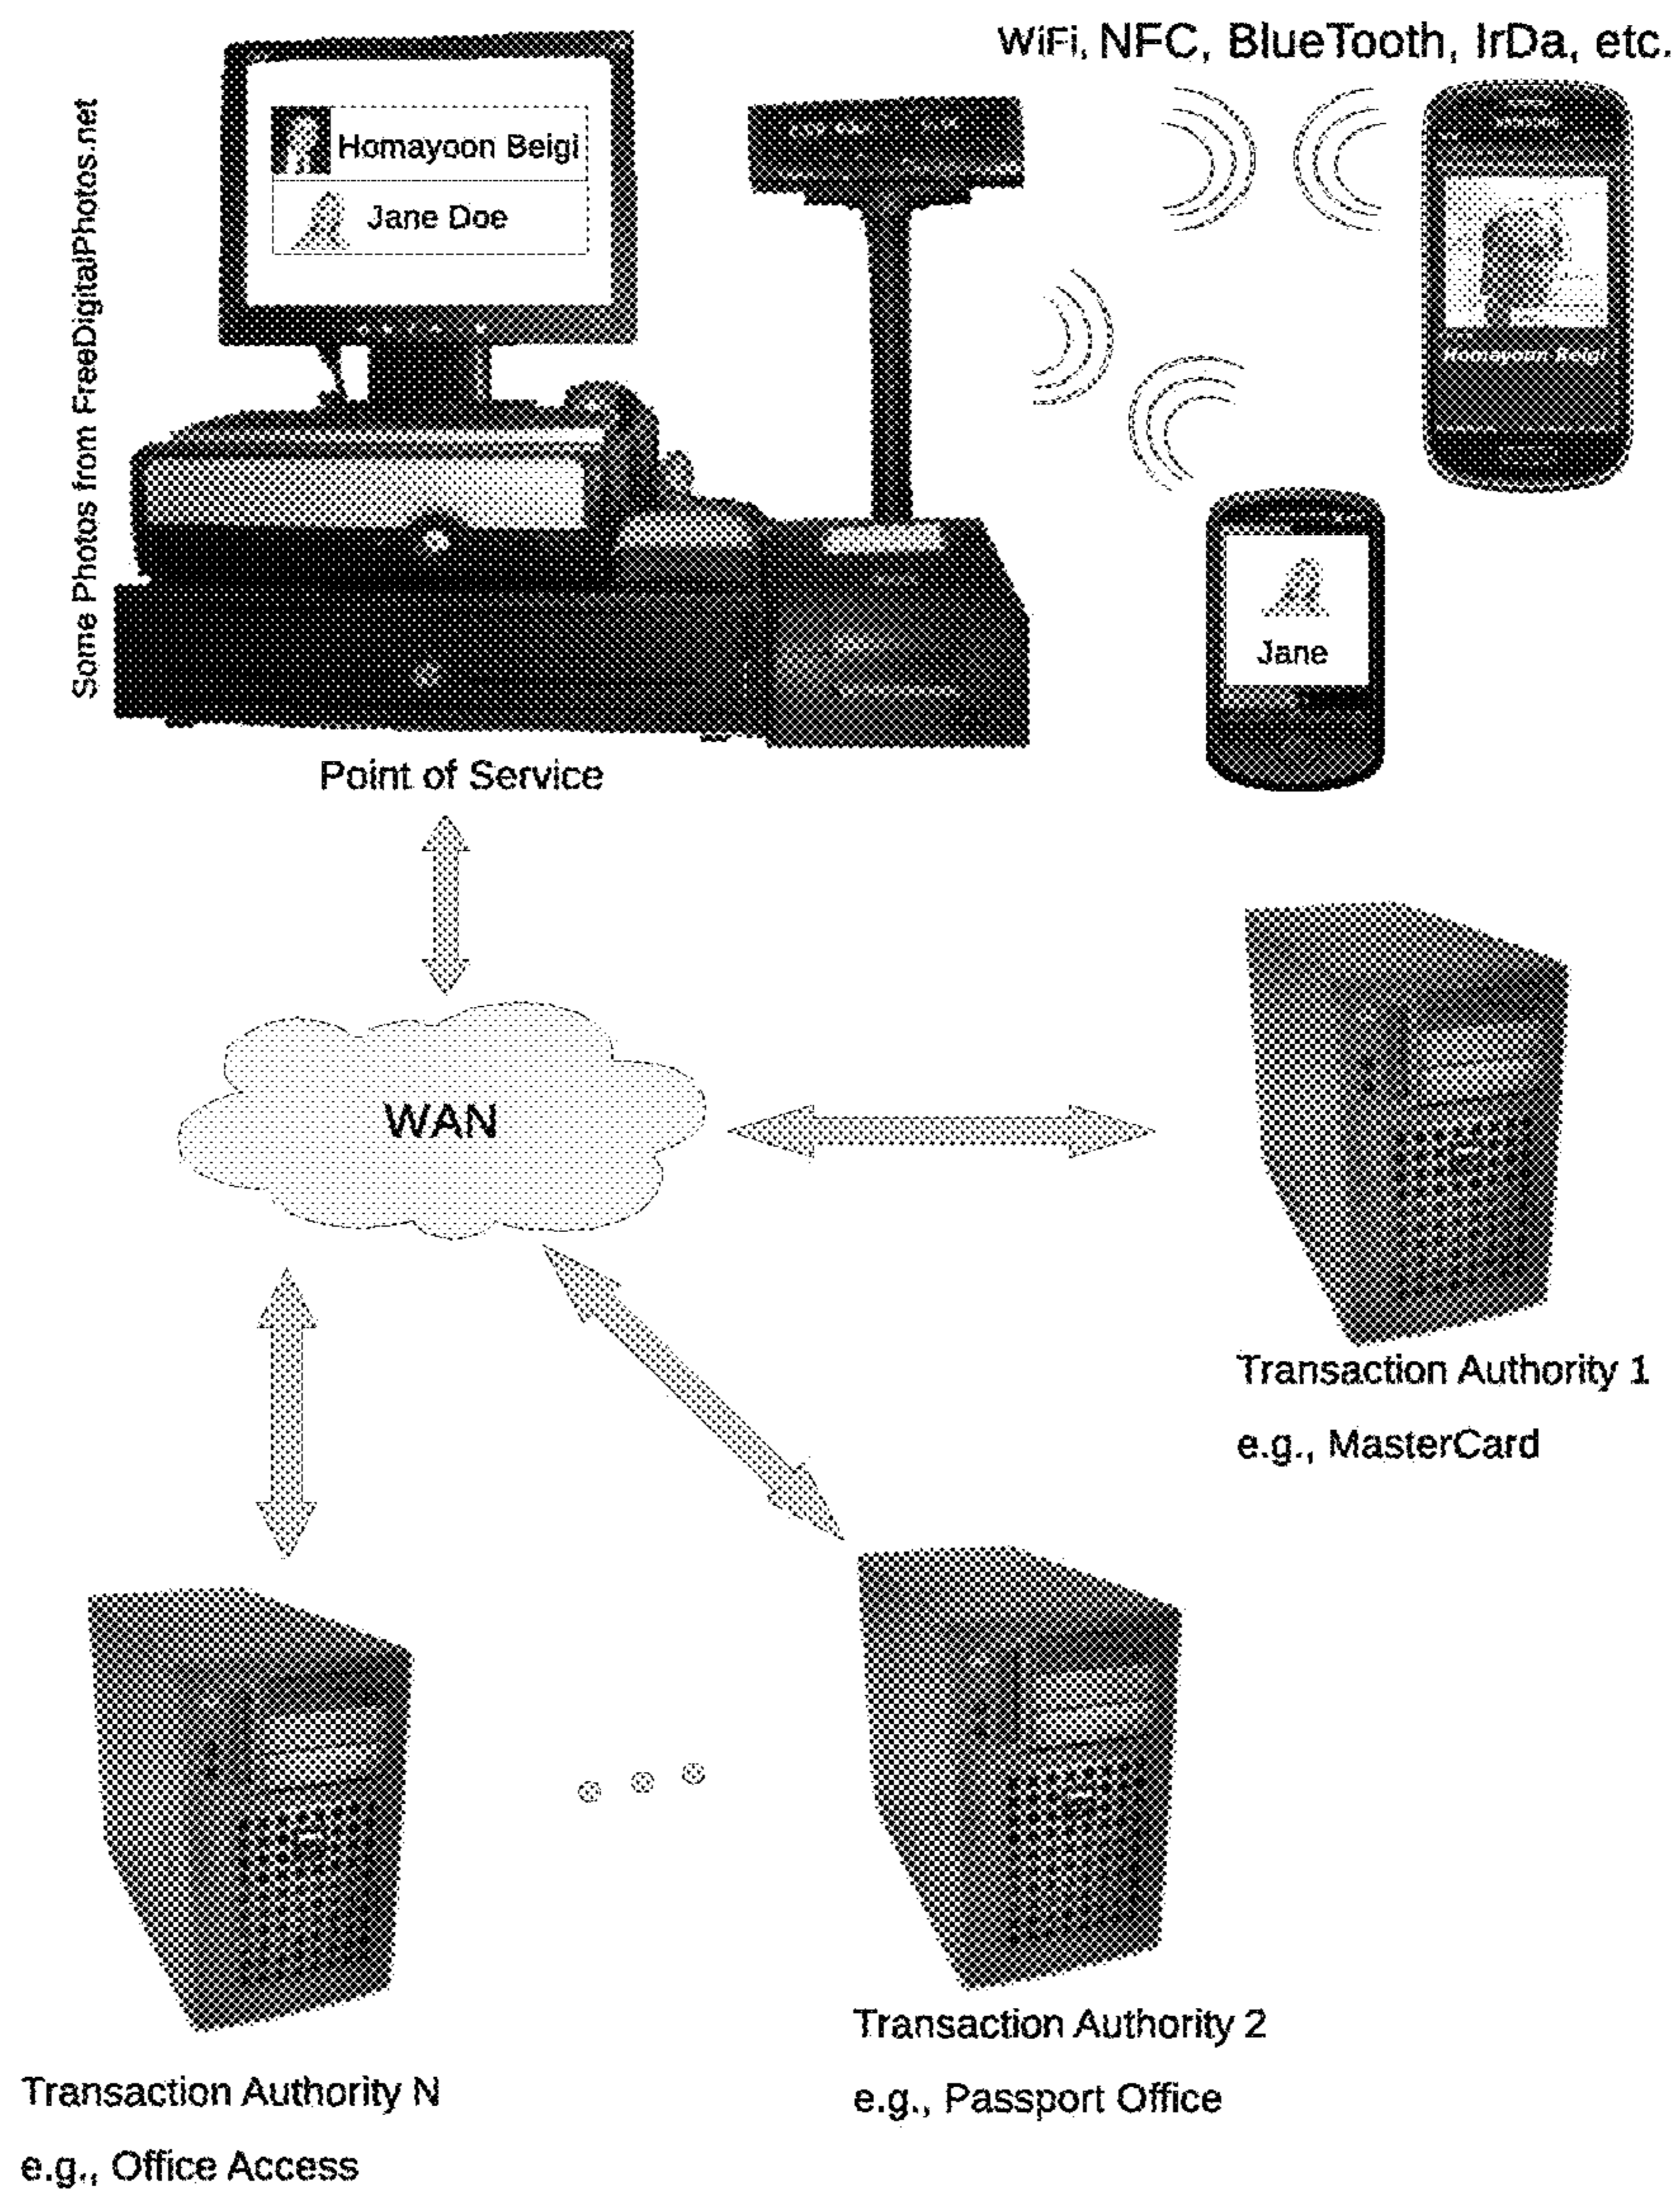 WiFi, NFC, BlueTooth, IrDa, etc.
Some Photos from FreeDigitalPhotos.net
Homayoon Beigi
Jane Doe
SAMSUNG
Homayoon Beigi
Jane
Point of Service
WAN
Transaction Authority 1
e.g., MasterCard
Transaction Authority 2
e.g., Passport Office
Transaction Authority N
e.g., Office Access